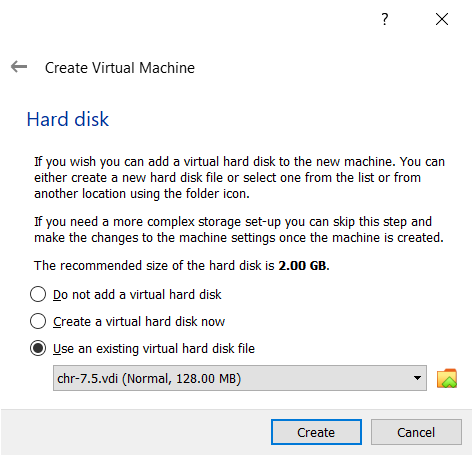 ?
Create Virtual Machine
Hard disk
If you wish you can add a virtual hard disk to the new machine. You can
either create a new hard disk file or select one from the list or from
another location using the folder icon.
If you need a more complex storage set-up you can skip this step and
make the changes to the machine settings once the machine is created.
The recommended size of the hard disk is 2.00 GB.
Do not add a virtual hard disk
Create a virtual hard disk now
Use an existing virtual hard disk file
chr-7.5.vdi (Normal, 128.00 MB)
Create
Cancel